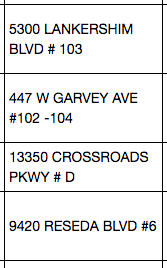 5300 LANKERSHIM
BLVD # 103
447 W GARVEY AVE
#102 -104
13350 CROSSROADS
PKWY # D
9420 RESEDA BLVD #6